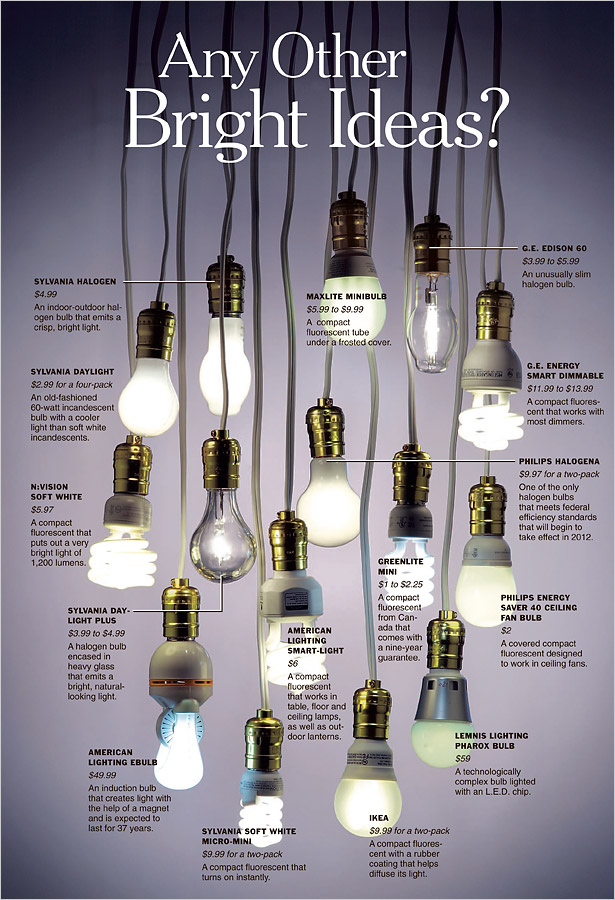 Any Other
Bright Ideas?
G.E. EDISON 60
$3.99 to $5.99
An unusually slim
halogen bulb.
SYLVANIA HALOGEN
$4.99
An indoor-outdoor hal-
ogen bulb that emits a
crisp, bright light.
MAXLITE MINIBULB
$5.99 to $9.99
A compact
fluorescent tube
under a frosted cover.
G.E. ENERGY
SMART DIMMABLE
$11.99 to $13.99
A compact fluores-
cent that works with
most dimmers.
SYLVANIA DAYLIGHT
$2.99 for a four-pack
An old-fashioned
60-watt incandescent
bulb with a cooler
light than soft white
incandescents.
PHILIPS HALOGENA
$9.97 for a two-pack
One of the only
halogen bulbs
that meets federal
efficiency standards
that will begin to
take effect in 2012.
N:VISION
SOFT WHITE
$5.97
A compact
fluorescent that
puts out a very
bright light of
1,200 lumens.
GREENLITE
MINI
$1 to $2.25
A compact
fluorescent
from Can-
ada that
comes with
a nine-year
guarantee.
PHILIPS ENERGY
SAVER 40 CEILING
FAN BULB
$2
A covered compact
fluorescent designed
to work in ceiling fans.
SYLVANIA DAY-
LIGHT PLUS
$3.99 to $4.99
A halogen bulb
encased in
heavy glass
that emits a
bright, natural-
looking light.
AMERICAN
LIGHTING
SMART-LIGHT
$6
A compact
fluorescent
that works in
table, floor and
ceiling lamps,
as well as out-
door lanterns.
LEMNIS LIGHTING
PHAROX BULB
$59
A technologically
complex bulb lighted
with an L.E.D. chip.
AMERICAN
LIGHTING EBULB
$49.99
An induction bulb
that creates light with
the help of a magnet
and is expected to
last for 37 years.
SYLVANIA SOFT WHITE
MICRO-MINI
$9.99 for a two-pack
A compact fluorescent that
turns on instantly.
IKEA
$9.99 for a two-pack
A compact fluores-
cent with a rubber
coating that helps
diffuse its light.